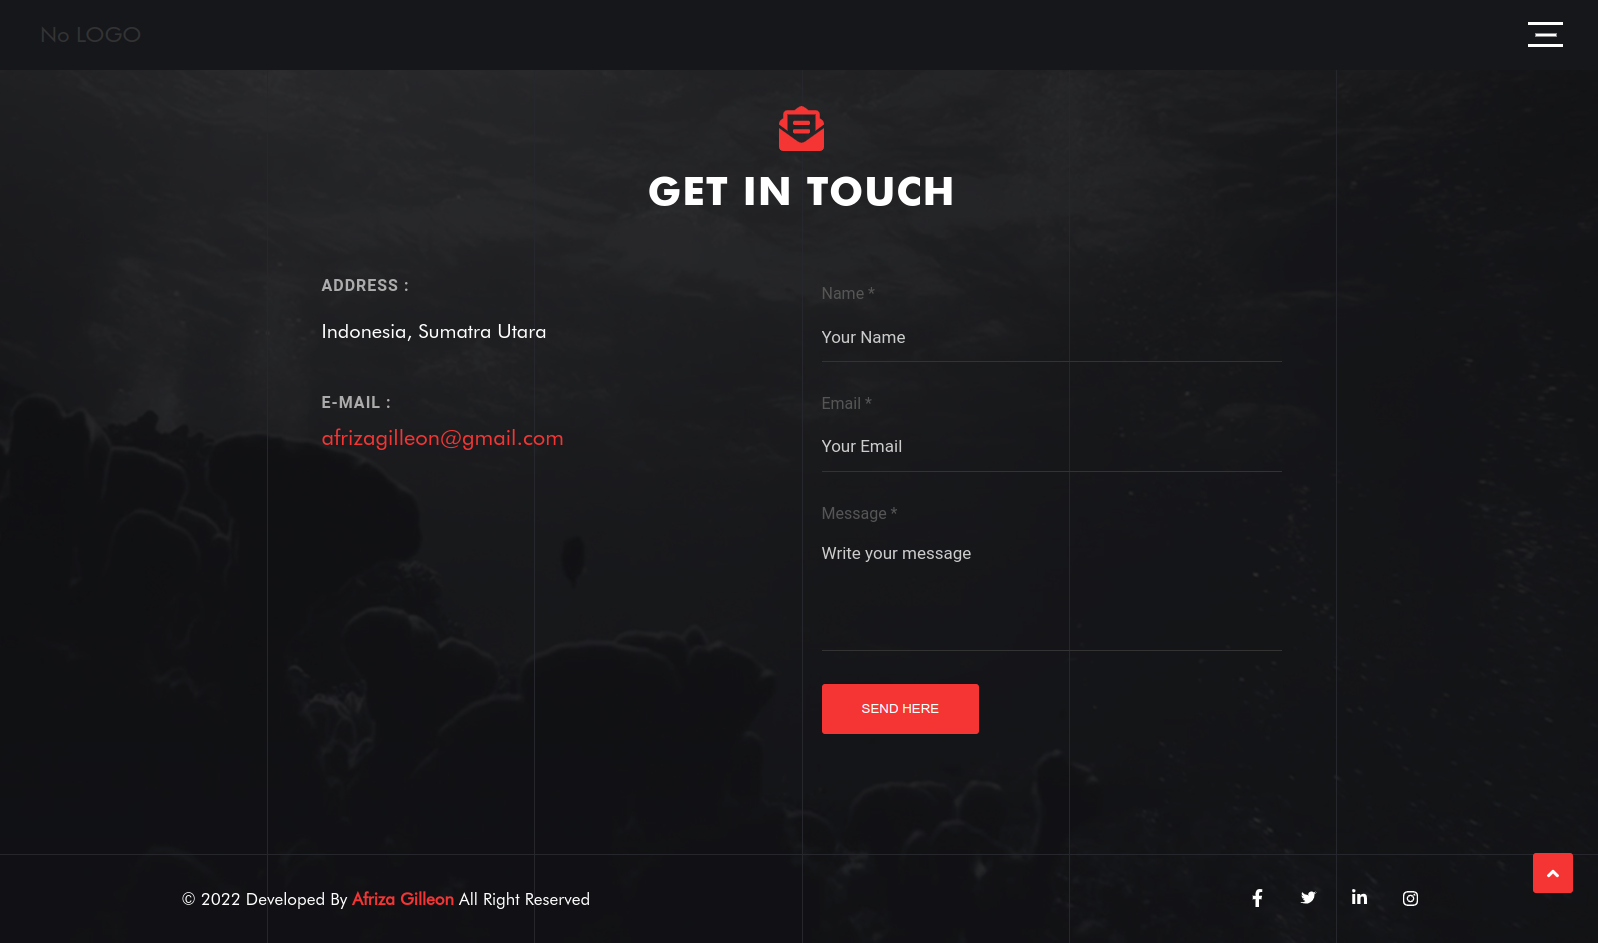 No LOGO
GET IN TOUCH
ADDRESS :
Indonesia, Sumatra Utara
E-MAIL :
afrizagilleon@gmail.com
Name *
Your Name
Email *
Your Email
Message *
Write your message
SEND HERE
© 2022 Developed By Afriza Gilleon All Right Reserved